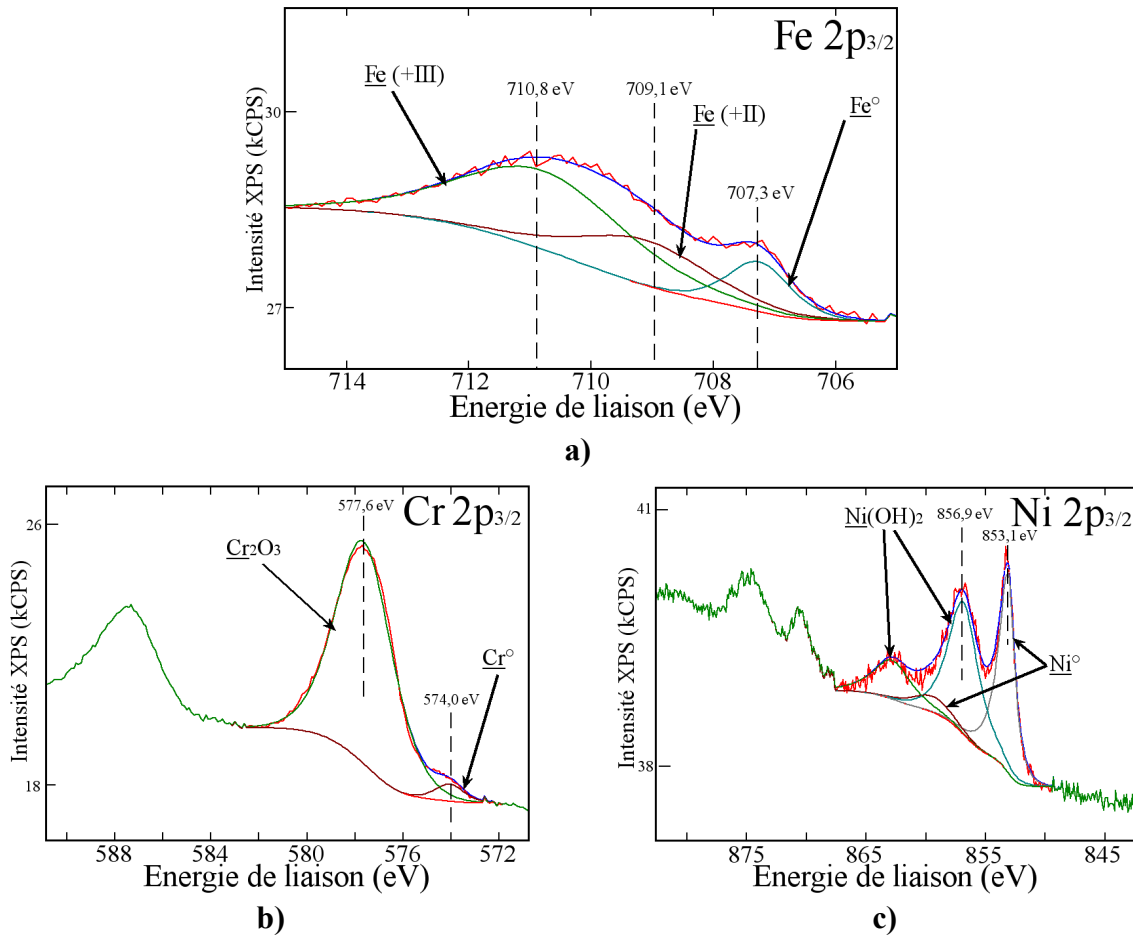 Fe 2p3/2
Fe (+III)
710,8 eV
709,1 eV
Fe (+II)
Fe°
707,3 eV
30
27
Intensité XPS (kCPS)
714 712 710 708 706
Energie de liaison (eV)
a)
Cr 2p3/2
577,6 eV
Cr2O3
574,0 eV
Cr°
26
18
Intensité XPS (kCPS)
588 584 580 576 572
Energie de liaison (eV)
b)
Ni 2p3/2
Ni(OH)2
856,9 eV
853,1 eV
Ni°
41
38
Intensité XPS (kCPS)
875 865 855 845
Energie de liaison (eV)
c)